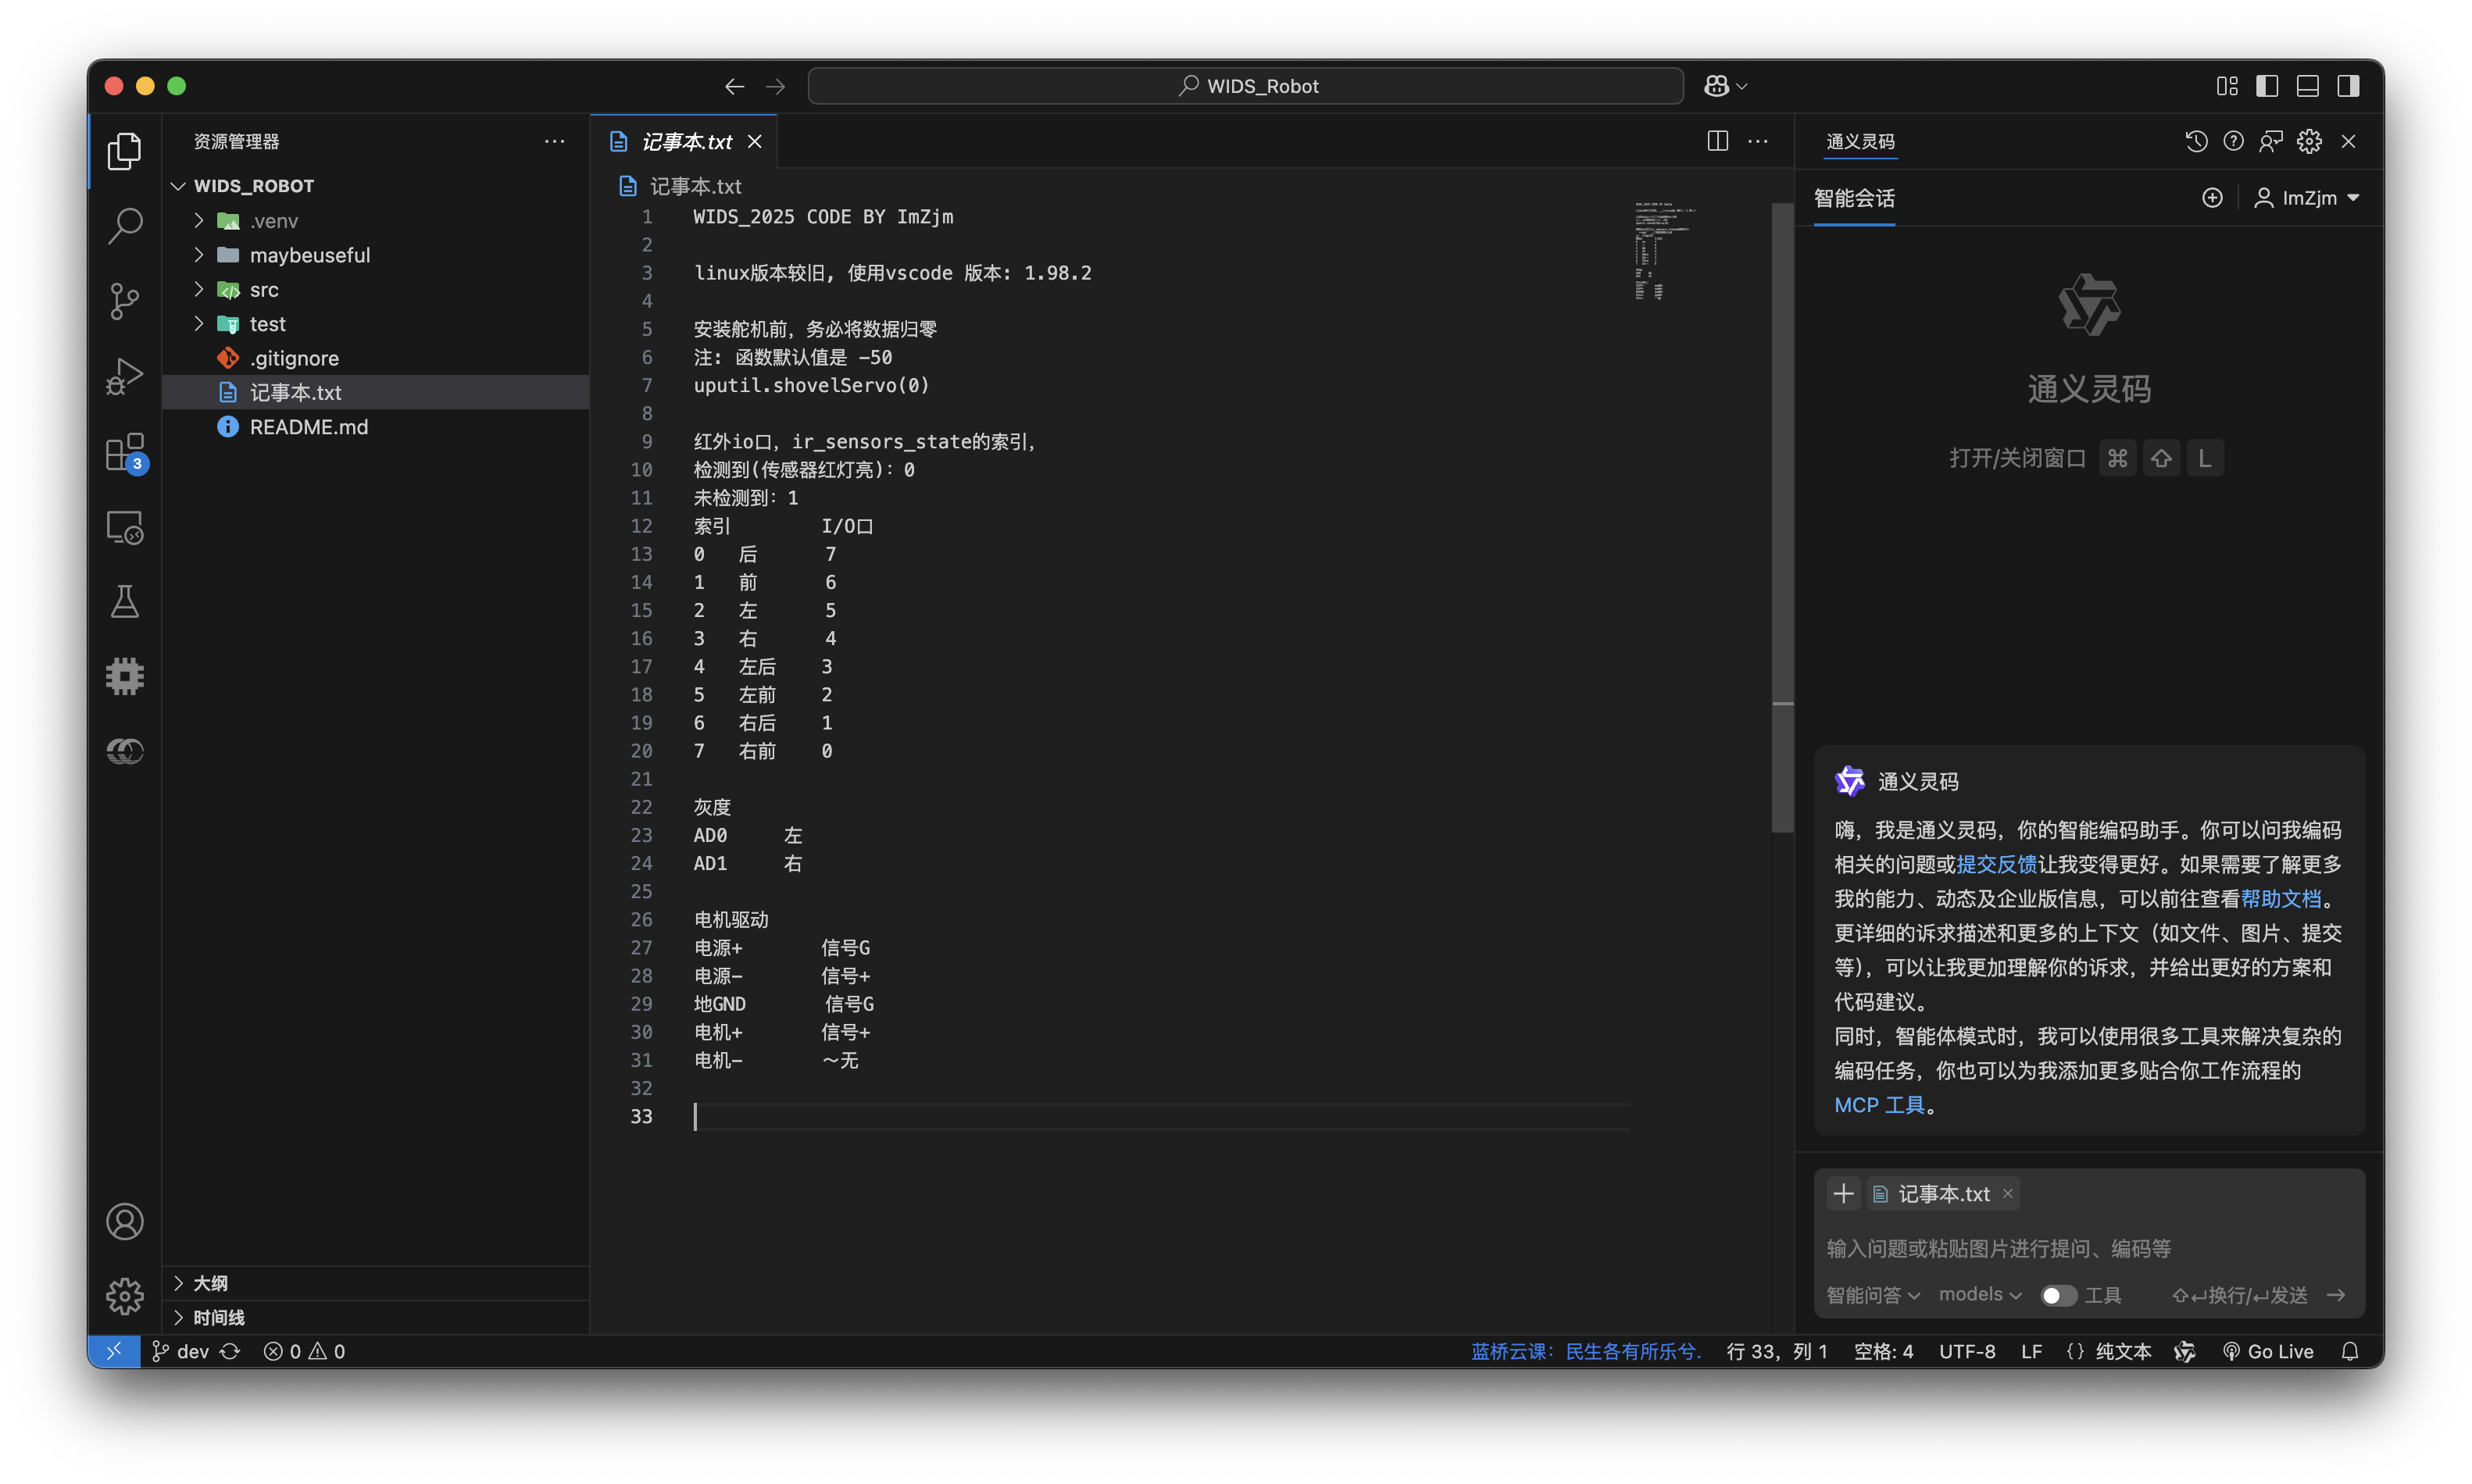 WIDS_Robot
资源管理器
WIDS_ROBOT
.venv
maybeuseful
src
test
.gitignore
记事本.txt
README.md
3
大纲
时间线
记事本.txt
记事本.txt
1 WIDS_2025 CODE BY ImZjm
2
3 linux版本较旧, 使用vscode 版本: 1.98.2
4
5 安装舵机前, 务必将数据归零
6 注: 函数默认值是 -50
7 uputil.shovelServo(0)
8
9 红外io口, ir_sensors_state的索引,
10 检测到(传感器红灯亮): 0
11 未检测到: 1
12 索引 I/O口
13 0 后 7
14 1 前 6
15 2 左 5
16 3 右 4
17 4 左后 3
18 5 左前 2
19 6 右后 1
20 7 右前 0
21
22 灰度
23 AD0 左
24 AD1 右
25
26 电机驱动
27 电源+ 信号G
28 电源- 信号+
29 地GND 信号G
30 电机+ 信号+
31 电机- ～无
32
33
通义灵码
智能会话
ImZjm
通义灵码
打开/关闭窗口 ⌘ ⇧ L
通义灵码
嗨，我是通义灵码，你的智能编码助手。你可以问我编码
相关的问题或提交反馈让我变得更好。如果需要了解更多
我的能力、动态及企业版信息，可以前往查看帮助文档。
更详细的诉求描述和更多的上下文（如文件、图片、提交
等），可以让我更加理解你的诉求，并给出更好的方案和
代码建议。
同时，智能体模式时，我可以使用很多工具来解决复杂的
编码任务，你也可以为我添加更多贴合你工作流程的
MCP 工具。
记事本.txt
输入问题或粘贴图片进行提问、编码等
智能问答 models 工具 ⇧↵换行/↵发送
dev 0 0 蓝桥云课：民生各有所乐兮. 行 33，列 1 空格: 4 UTF-8 LF {} 纯文本 Go Live